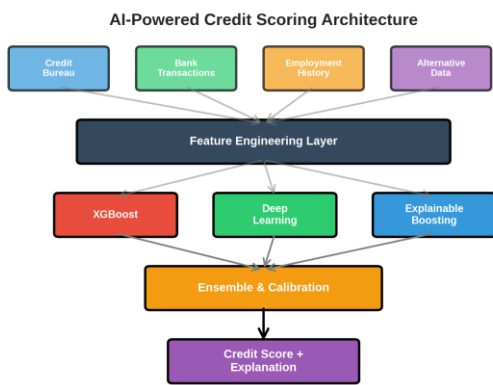 AI-Powered Credit Scoring Architecture
Credit
Bureau
Bank
Transactions
Employment
History
Alternative
Data
Feature Engineering Layer
XGBoost
Deep
Learning
Explainable
Boosting
Ensemble & Calibration
Credit Score +
Explanation